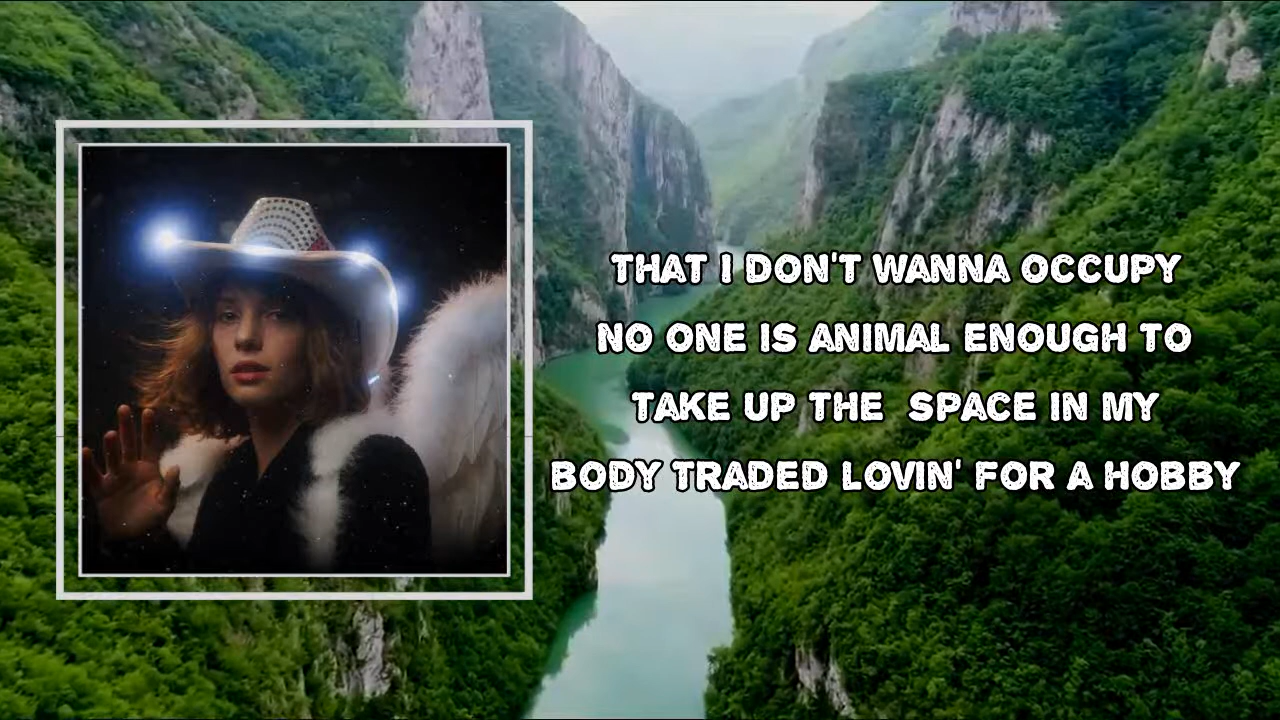 THAT I DON'T WANNA OCCUPY
NO ONE IS ANIMAL ENOUGH TO
TAKE UP THE  SPACE IN MY
BODY TRADED LOVIN' FOR A HOBBY